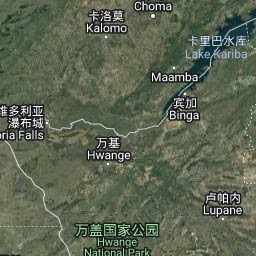 Choma
卡洛莫
Kalomo
卡里巴水库
Lake Kariba
Maamba
宾加
Binga
维多利亚
瀑布城
oria Falls
万基
Hwange
卢帕内
Lupane
万盖国家公园
Hwange
National Park